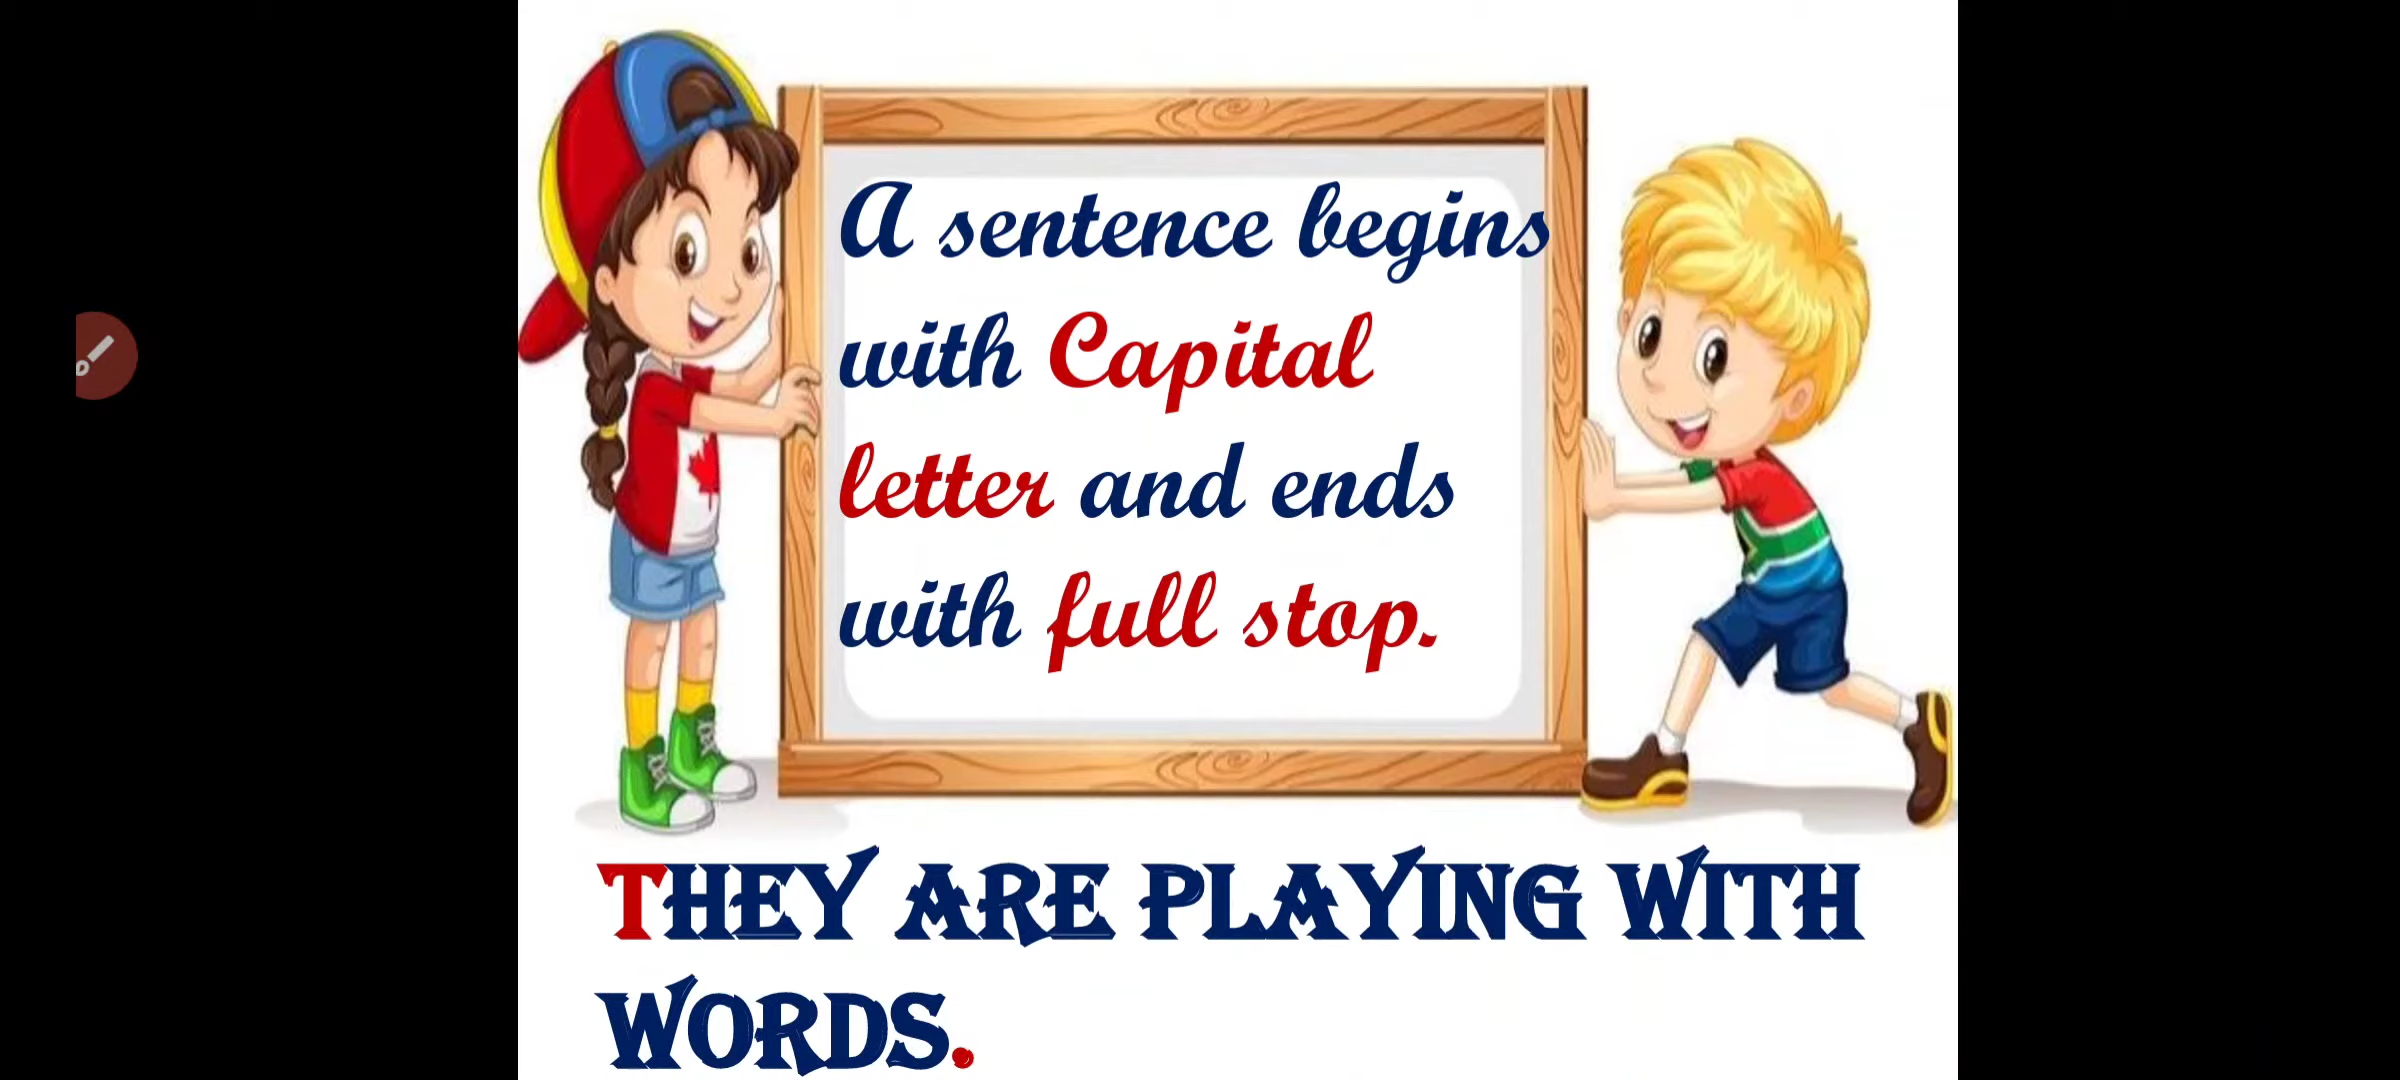 A sentence begins
with Capital
letter and ends
with full stop.
THEY ARE PLAYING WITH
WORDS.